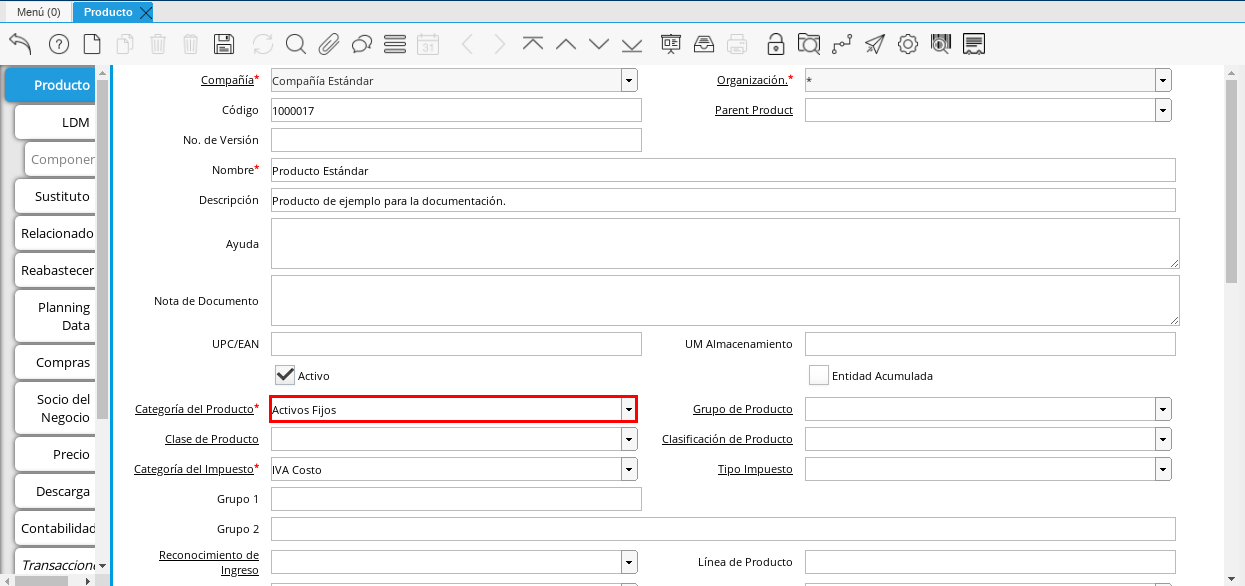 Menú (0)
Producto
31
Producto
LDM
Componen
Sustituto
Relacionado
Reabastecer
Planning
Data
Compras
Socio del
Negocio
Precio
Descarga
Contabilidad
Transaccion
Compañía* Compañía Estándar Organización.* *
Código 1000017 Parent Product
No. de Versión
Nombre* Producto Estándar
Descripción Producto de ejemplo para la documentación.
Ayuda
Nota de Documento
UPC/EAN UM Almacenamiento
Activo Entidad Acumulada
Categoría del Producto* Activos Fijos Grupo de Producto
Clase de Producto Clasificación de Producto
Categoría del Impuesto* IVA Costo Tipo Impuesto
Grupo 1
Grupo 2
Reconocimiento de
Ingreso Línea de Producto